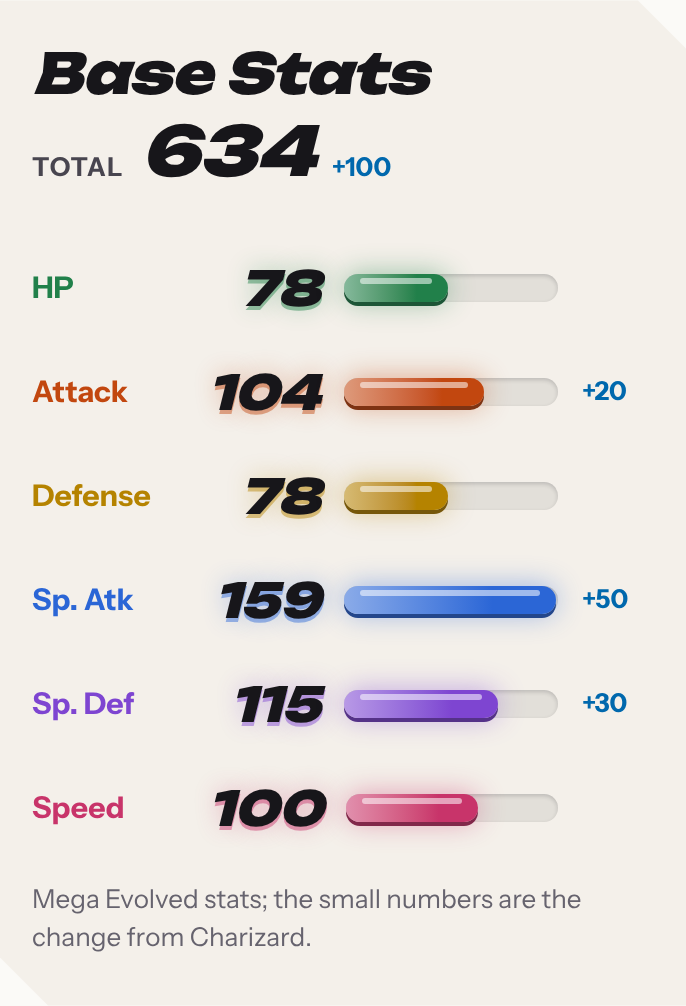 Base Stats
TOTAL 634 +100
HP 78
Attack 104 +20
Defense 78
Sp. Atk 159 +50
Sp. Def 115 +30
Speed 100
Mega Evolved stats; the small numbers are the
change from Charizard.